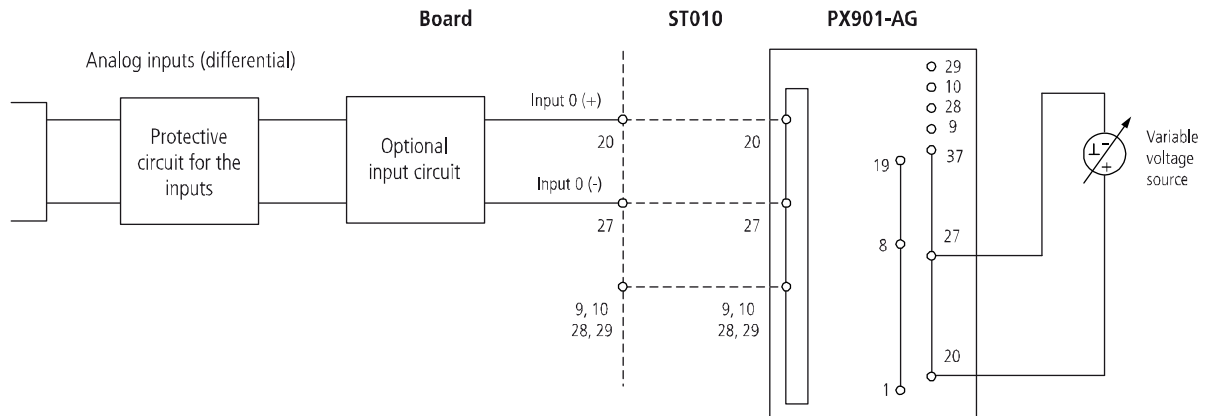 Board
ST010
PX901-AG
Analog inputs (differential)
Protective
circuit for the
inputs
Optional
input circuit
Input 0 (+)
20
Input 0 (-)
27
9, 10
28, 29
20
27
9, 10
28, 29
29
10
28
9
37
19
8
27
20
1
⊥
-
+
Variable
voltage
source